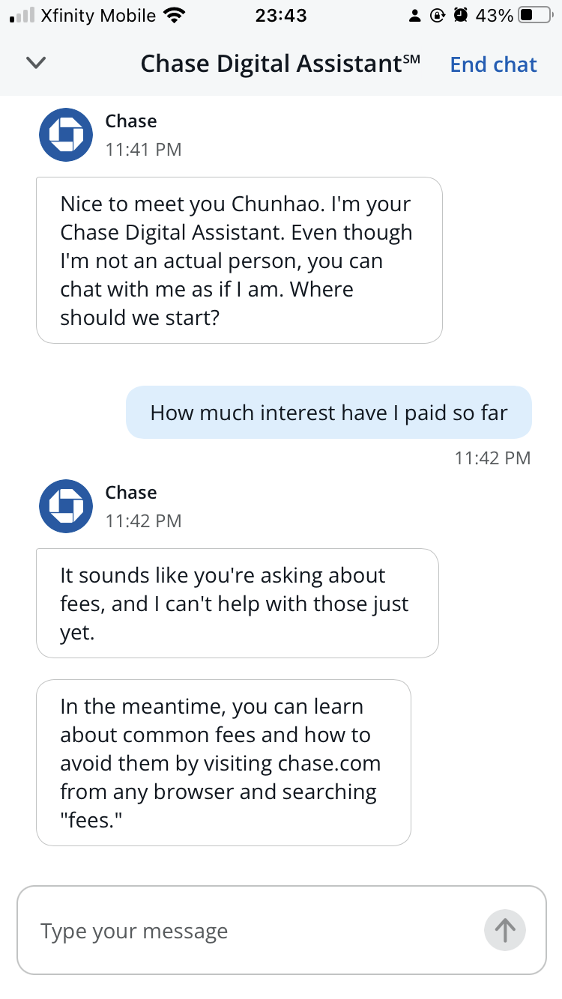 Xfinity Mobile 23:43 43%
Chase Digital Assistant℠ End chat
Chase
11:41 PM
Nice to meet you Chunhao. I'm your
Chase Digital Assistant. Even though
I'm not an actual person, you can
chat with me as if I am. Where
should we start?
How much interest have I paid so far
11:42 PM
Chase
11:42 PM
It sounds like you're asking about
fees, and I can't help with those just
yet.
In the meantime, you can learn
about common fees and how to
avoid them by visiting chase.com
from any browser and searching
"fees."
Type your message